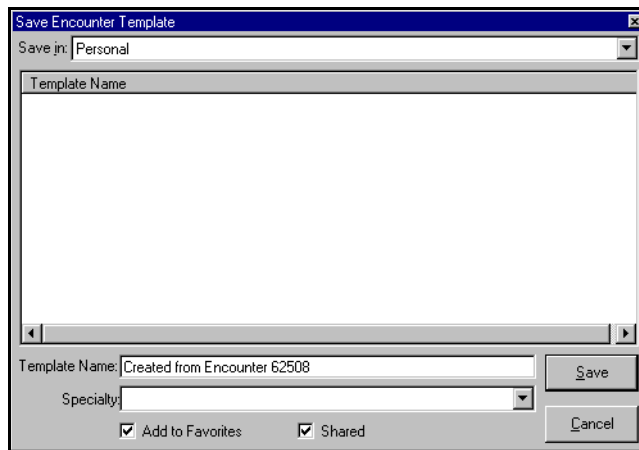 Save Encounter Template
Save in: Personal
Template Name
Template Name: Created from Encounter 62508
Save
Specialty:
Add to Favorites Shared
Cancel